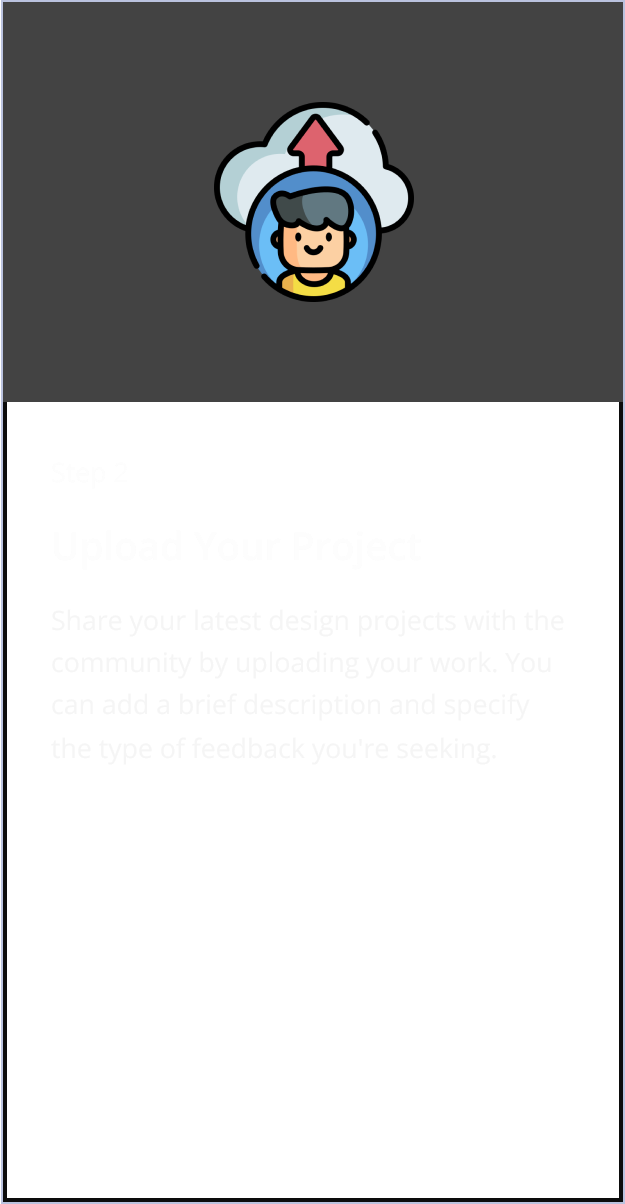 Step
Upload Your Project
Share your latest design projects with the
community by uploading your work. You
can add a brief description and specify
the type of feedback you're seeking.